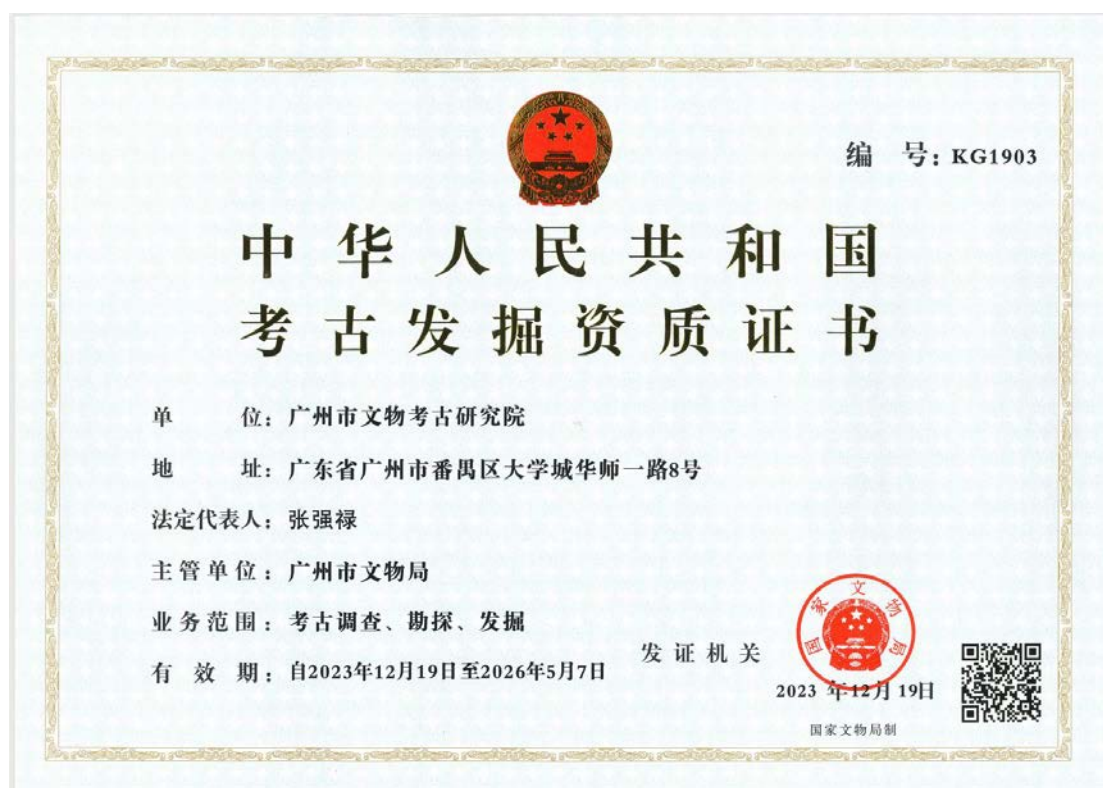 编 号：KG1903
中华人民共和国
考古发掘资质证书
单 位：广州市文物考古研究院
地 址：广东省广州市番禺区大学城华师一路8号
法定代表人：张强禄
主管单位：广州市文物局
业务范围：考古调查、勘探、发掘
有 效 期：自2023年12月19日至2026年5月7日
发证机关
国家文物局
2023 年12月 19日
国家文物局制